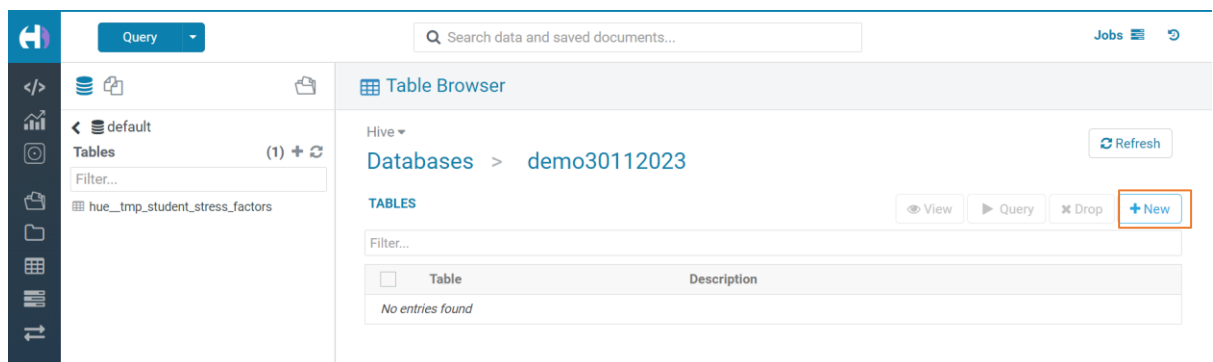 Query
Search data and saved documents...
Jobs
default
Tables (1)
Filter...
hue__tmp_student_stress_factors
Table Browser
Hive
Databases > demo30112023
Refresh
TABLES
View Query Drop New
Filter...
Table Description
No entries found